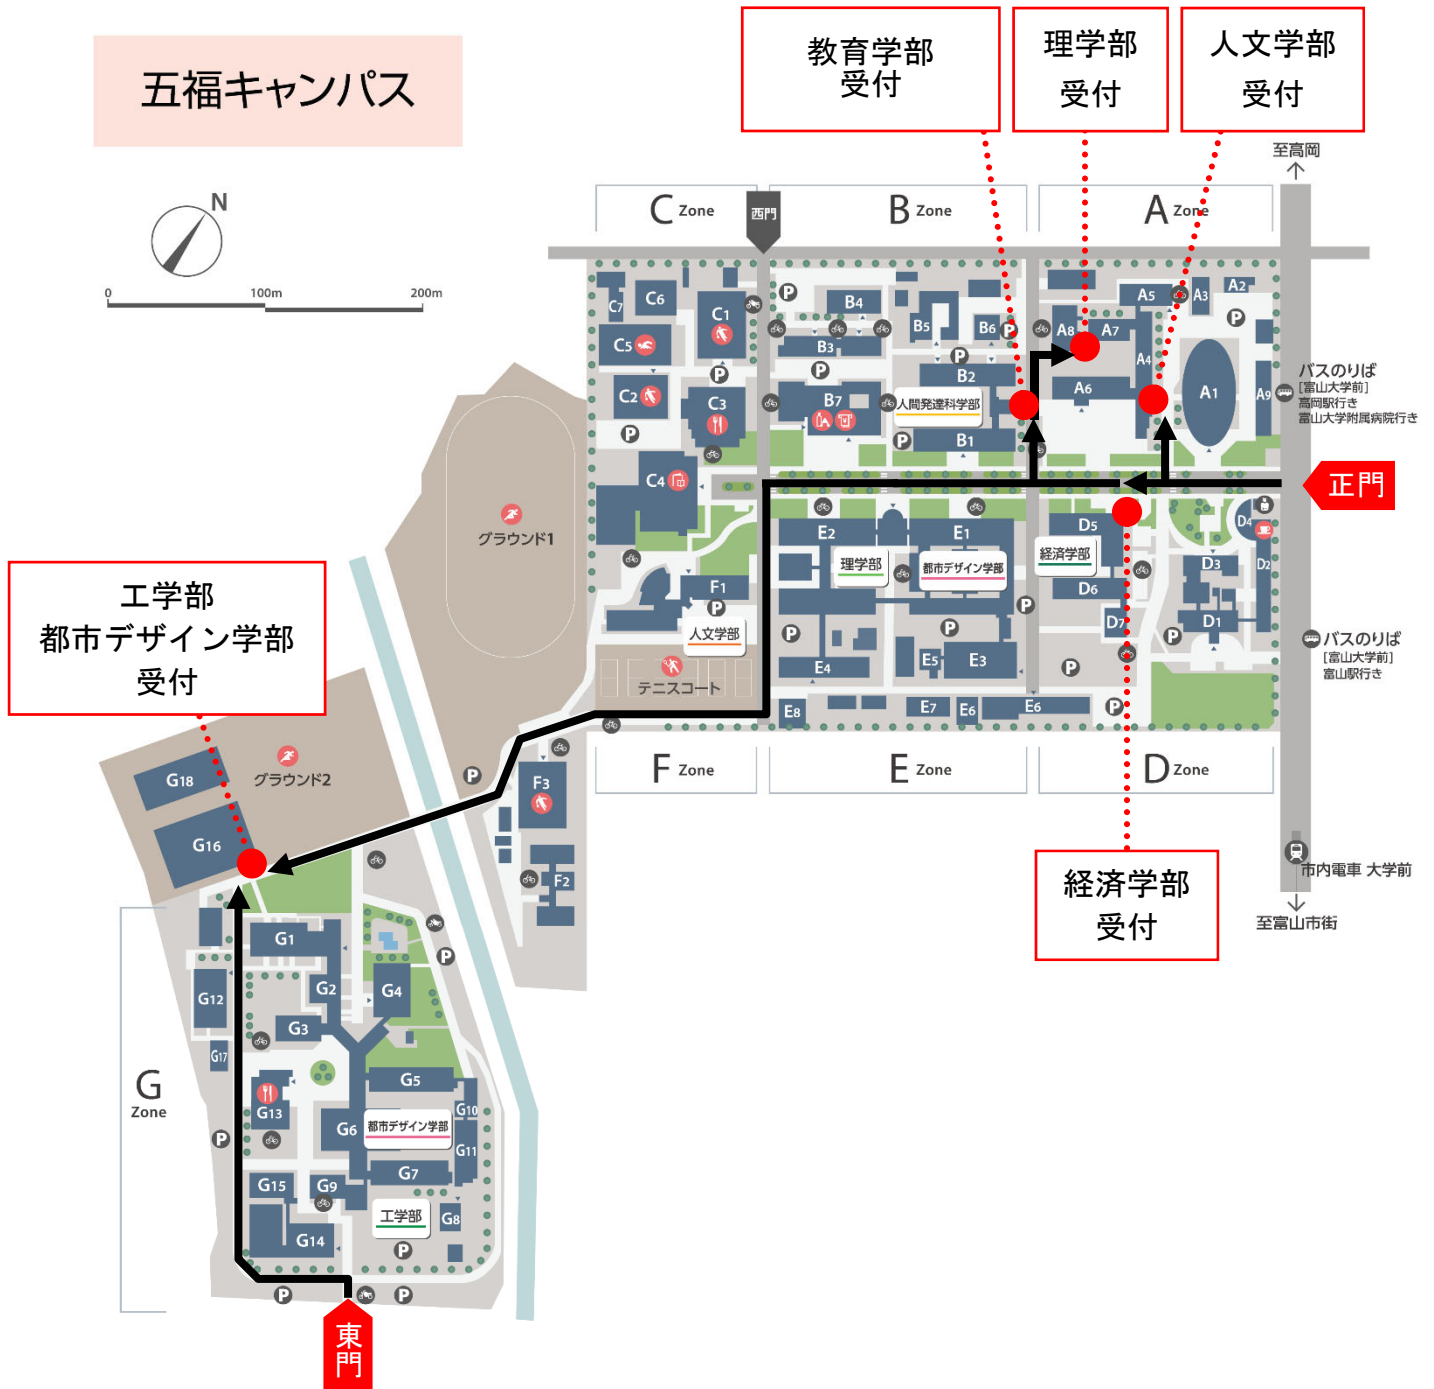 五福キャンパス
教育学部
受付
理学部
受付
人文学部
受付
至高岡
N
0
100m
200m
C Zone
西門
B Zone
A Zone
C7
C6
C1
C5
C2
C3
C4
B4
B5
B6
B3
B2
B7
人間発達科学部
B1
P
P
P
P
P
P
P
A5
A3
A2
P
A8
A7
A4
A6
A1
A9
バスのりば
[富山大学前]
高岡駅行き
富山大学附属病院行き
正門
グラウンド1
E2
E1
D5
D4
理学部
都市デザイン学部
経済学部
D3
D2
D6
D7
D1
F1
P
人文学部
P
E4
P
E5
E3
P
P
バスのりば
[富山大学前]
富山駅行き
テニスコート
E8
E7
E6
E6
P
工学部
都市デザイン学部
受付
F Zone
E Zone
D Zone
グラウンド2
G18
G16
P
F3
F2
市内電車 大学前
至富山市街
経済学部
受付
G1
G2
G4
P
G12
G3
G17
G
Zone
G5
G13
G10
P
G6
都市デザイン学部
G11
G7
G15
G9
工学部
G8
G14
P
P
P
東門